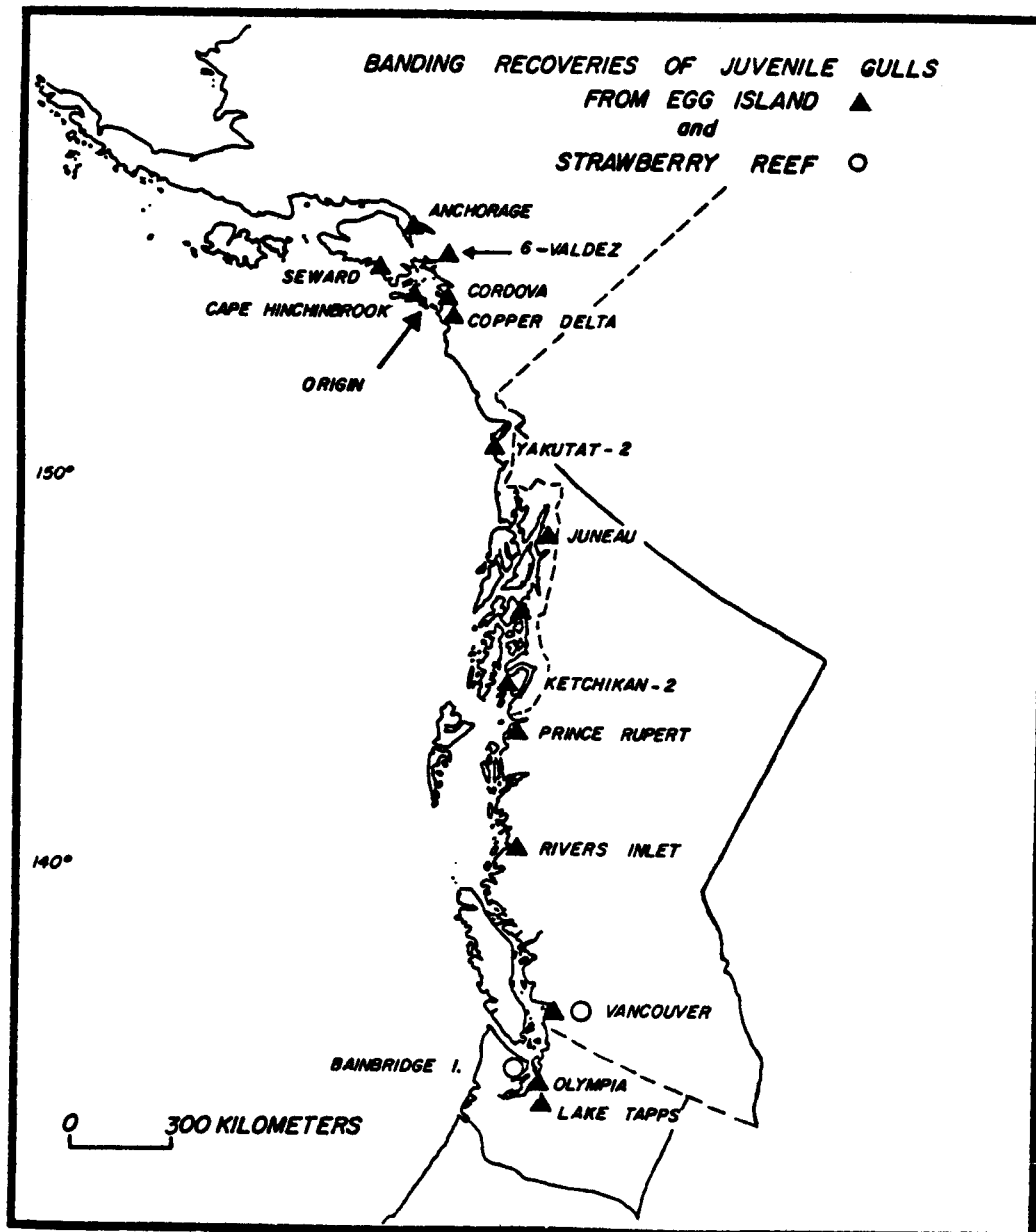 BANDING RECOVERIES OF JUVENILE GULLS
FROM EGG ISLAND ▲
and
STRAWBERRY REEF ○
ANCHORAGE
6-VALDEZ
SEWARD
CORDOVA
CAPE HINCHINBROOK
COPPER DELTA
ORIGIN
YAKUTAT-2
150°
JUNEAU
KETCHIKAN-2
PRINCE RUPERT
RIVERS INLET
140°
VANCOUVER
BAINBRIDGE I.
OLYMPIA
LAKE TAPPS
0 300 KILOMETERS